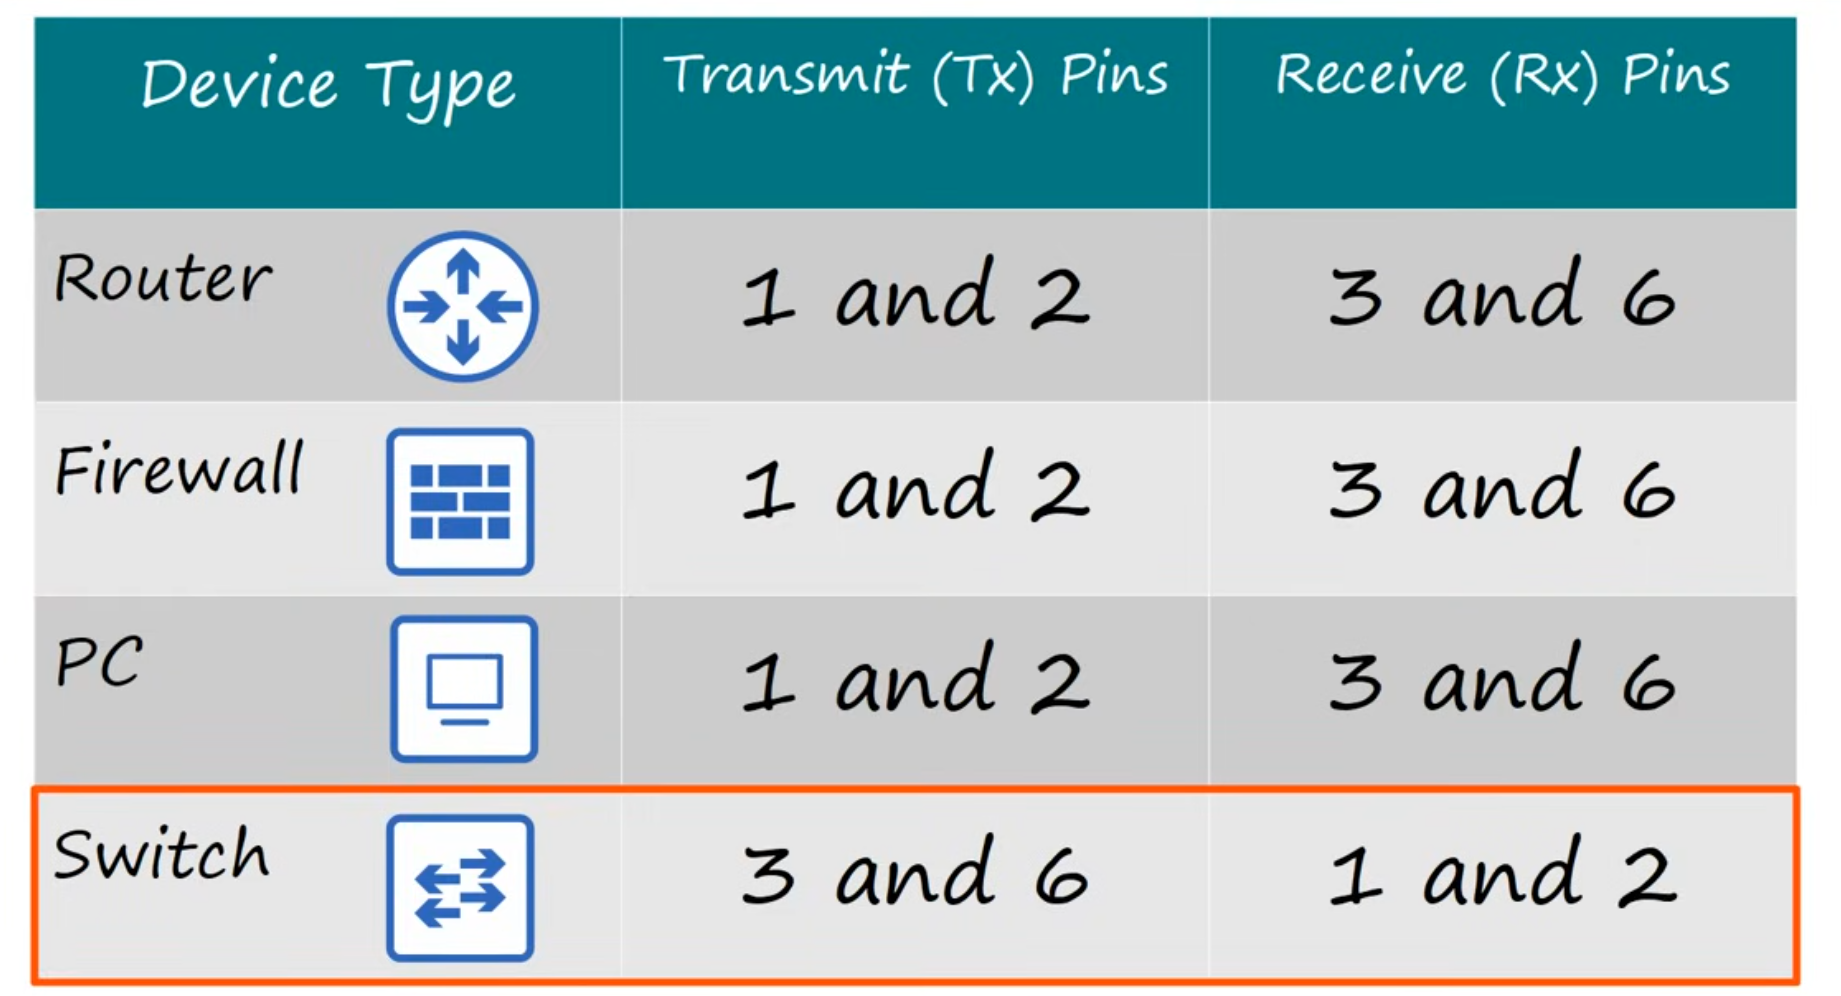 Device Type Transmit (Tx) Pins Receive (Rx) Pins
Router 1 and 2 3 and 6
Firewall 1 and 2 3 and 6
PC 1 and 2 3 and 6
Switch 3 and 6 1 and 2